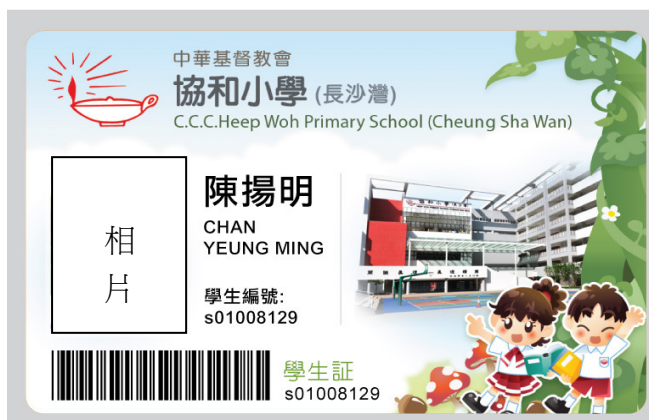 中華基督教會
協和小學 (長沙灣)
C.C.C.Heep Woh Primary School (Cheung Sha Wan)
相
片
陳揚明
CHAN
YEUNG MING
學生編號:
s01008129
學生証
s01008129